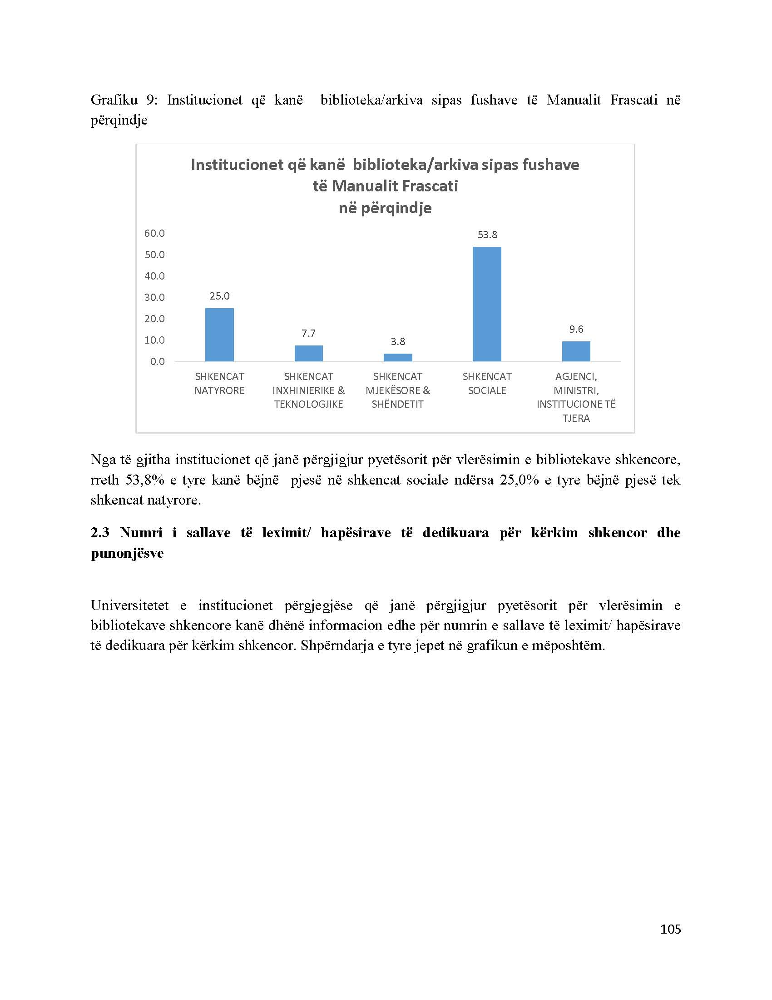 Grafiku 9: Institucionet që kanë  biblioteka/arkiva sipas fushave të Manualit Frascati në
përqindje
Institucionet që kanë  biblioteka/arkiva sipas fushave
të Manualit Frascati
në përqindje
60.0
50.0
40.0
30.0
20.0
10.0
0.0
25.0
7.7
3.8
53.8
9.6
SHKENCAT
NATYRORE
SHKENCAT
INXHINIERIKE &
TEKNOLOGJIKE
SHKENCAT
MJEKËSORE &
SHËNDETIT
SHKENCAT
SOCIALE
AGJENCI,
MINISTRI,
INSTITUCIONE TË
TJERA
Nga të gjitha institucionet që janë përgjigjur pyetësorit për vlerësimin e bibliotekave shkencore,
rreth 53,8% e tyre kanë bëjnë  pjesë në shkencat sociale ndërsa 25,0% e tyre bëjnë pjesë tek
shkencat natyrore.
2.3 Numri i sallave të leximit/ hapësirave të dedikuara për kërkim shkencor dhe
punonjësve
Universitetet e institucionet përgjegjëse që janë përgjigjur pyetësorit për vlerësimin e
bibliotekave shkencore kanë dhënë informacion edhe për numrin e sallave të leximit/ hapësirave
të dedikuara për kërkim shkencor. Shpërndarja e tyre jepet në grafikun e mëposhtëm.
105